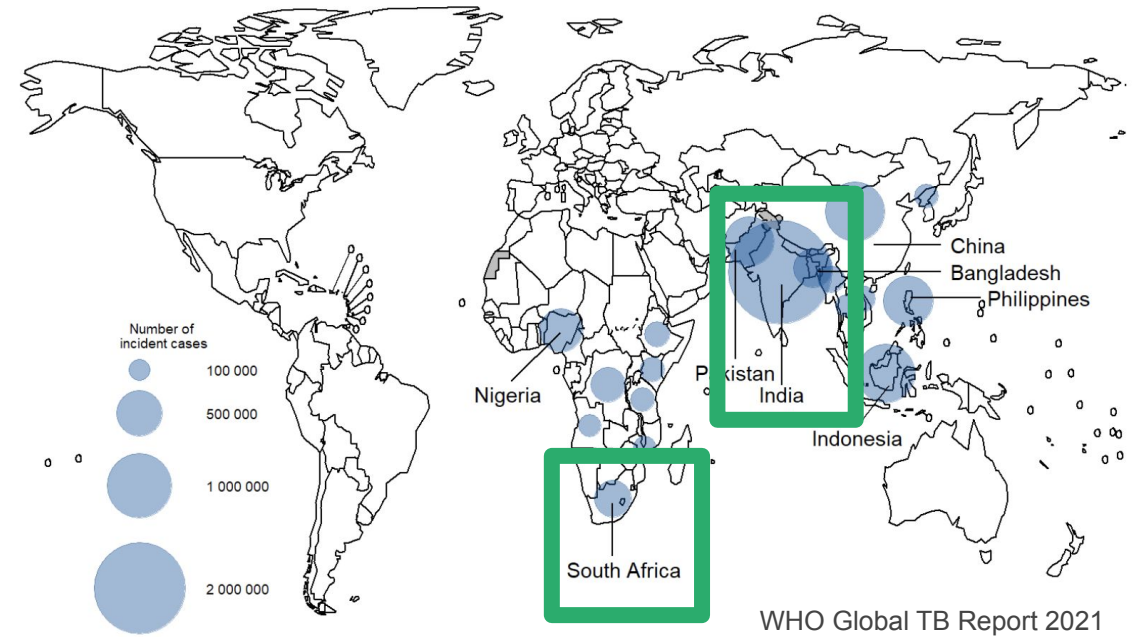 China
Bangladesh
Philippines
Number of
incident cases
100 000
500 000
1 000 000
2 000 000
Nigeria
Pakistan
India
Indonesia
South Africa
WHO Global TB Report 2021